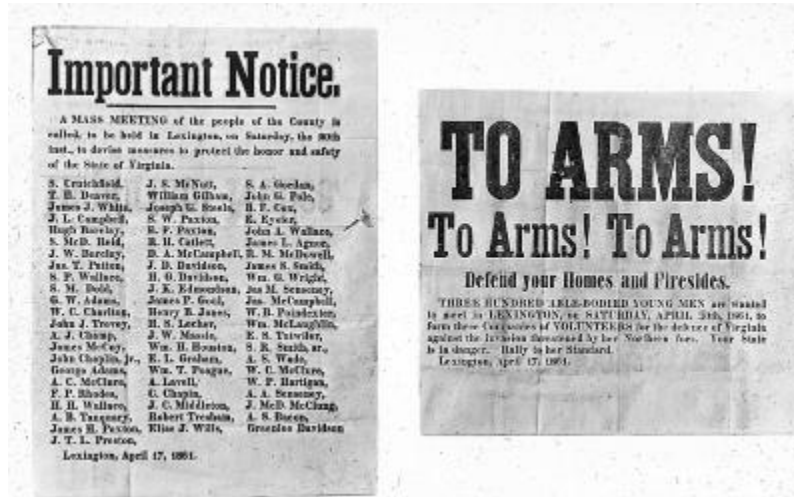 Important Notice.
A MASS MEETING of the people of the County is
called, to be held in Lexington, on Saturday, the 20th
inst., to devise measures to protect the honor and safety
of the State of Virginia.
S. Crutchfield,
T. H. Deaver,
James J. White,
J. L. Campbell,
Hugh Barclay,
S. McD. Reid,
J. W. Barclay,
Jas. T. Patton,
S. F. Wallace,
S. M. Dold,
G. W. Adams,
W. C. Charlton,
John J. Trevey,
A. J. Champ,
James McCoy,
John Chaplin, jr.,
George Adams,
A. C. McClure,
F. P. Rhodes,
H. H. Wallace,
A. B. Tanquary,
James H. Paxton,
J. T. L. Preston,
J. S. McNutt,
William Gilham,
Joseph G. Steele,
S. W. Paxton,
E. F. Paxton,
R. H. Catlett,
D. A. McCampbell,
J. D. Davidson,
H. G. Davidson,
J. K. Edmondson,
James P. Gool,
Henry B. Jones,
H. S. Locher,
J. W. Massie,
Wm. H. Houston,
E. L. Graham,
Wm. T. Poague,
A. Lavell,
C. Chapin,
J. C. Middleton,
Robert Tresham,
Elias J. Wills,
S. A. Gordon,
John G. Pole,
H. F. Cox,
K. Eyster,
John A. Wallace,
James L. Agnor,
R. M. McDowell,
James S. Smith,
Wm. G. Wright,
Jas M. Senseney,
Jas. McCampbell,
W. B. Poindexter,
Wm. McLaughlin,
E. S. Tutwiler,
S. R. Smith, sr.,
A. S. Wade,
W. C. McClure,
W. P. Hartigan,
A. A. Senseney,
J. McD. McClung,
A. S. Bacon,
Greenlee Davidson
Lexington, April 17, 1861.
TO ARMS!
To Arms! To Arms!
Defend your Homes and Firesides.
THREE HUNDRED ABLE-BODIED YOUNG MEN are wanted
to meet in LEXINGTON, on SATURDAY, APRIL 20th, 1861, to
form three Companies of VOLUNTEERS for the defence of Virginia
against the Invasion threatened by her Northern foes. Your State
is in danger. Rally to her Standard.
Lexington, April 17, 1861.